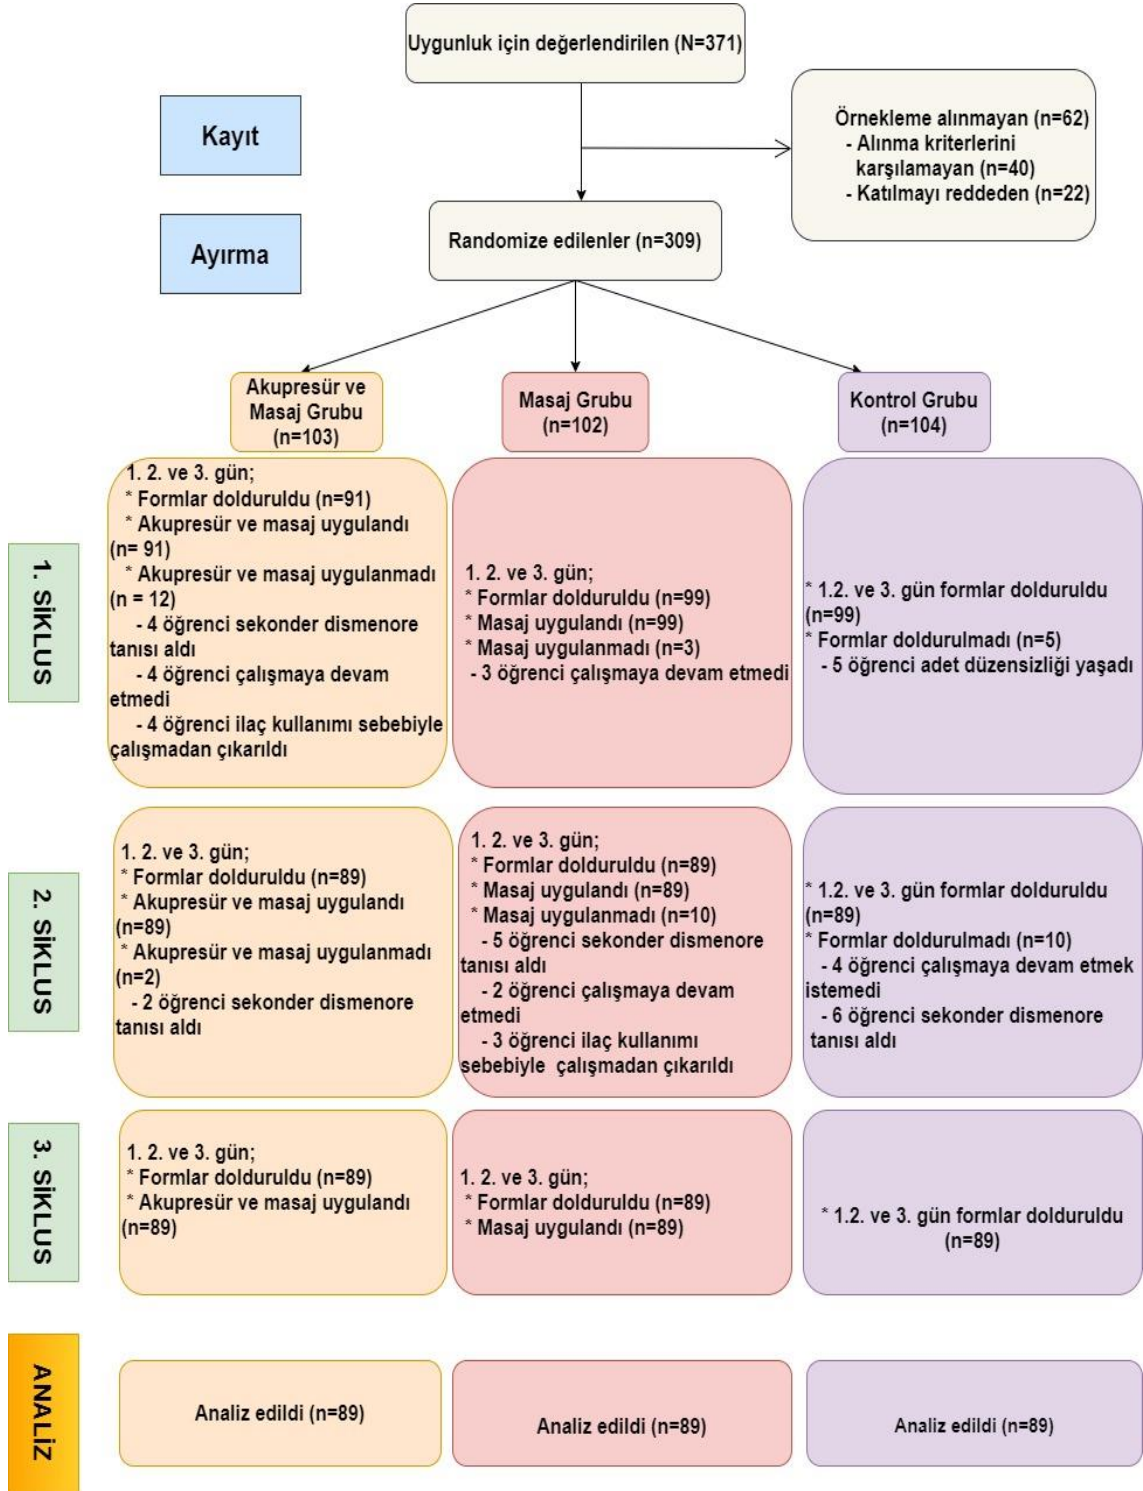 Uygunluk için değerlendirilen (N=371)
Kayıt
Örnekleme alınmayan (n=62)
- Alınma kriterlerini
karşılamayan (n=40)
- Katılmayı reddeden (n=22)
Ayırma
Randomize edilenler (n=309)
Akupresür ve
Masaj Grubu
(n=103)
Masaj Grubu
(n=102)
Kontrol Grubu
(n=104)
1. SİKLUS
1. 2. ve 3. gün;
* Formlar dolduruldu (n=91)
* Akupresür ve masaj uygulandı
(n= 91)
* Akupresür ve masaj uygulanmadı
(n = 12)
- 4 öğrenci sekonder dismenore
tanısı aldı
- 4 öğrenci çalışmaya devam
etmedi
- 4 öğrenci ilaç kullanımı sebebiyle
çalışmadan çıkarıldı
1. 2. ve 3. gün;
* Formlar dolduruldu (n=99)
* Masaj uygulandı (n=99)
* Masaj uygulanmadı (n=3)
- 3 öğrenci çalışmaya devam etmedi
* 1.2. ve 3. gün formlar dolduruldu
(n=99)
* Formlar doldurulmadı (n=5)
- 5 öğrenci adet düzensizliği yaşadı
2. SİKLUS
1. 2. ve 3. gün;
* Formlar dolduruldu (n=89)
* Akupresür ve masaj uygulandı
(n=89)
* Akupresür ve masaj uygulanmadı
(n=2)
- 2 öğrenci sekonder dismenore
tanısı aldı
1. 2. ve 3. gün;
* Formlar dolduruldu (n=89)
* Masaj uygulandı (n=89)
* Masaj uygulanmadı (n=10)
- 5 öğrenci sekonder dismenore
tanısı aldı
- 2 öğrenci çalışmaya devam
etmedi
- 3 öğrenci ilaç kullanımı
sebebiyle çalışmadan çıkarıldı
* 1.2. ve 3. gün formlar dolduruldu
(n=89)
* Formlar doldurulmadı (n=10)
- 4 öğrenci çalışmaya devam etmek
istemedi
- 6 öğrenci sekonder dismenore
tanısı aldı
3. SİKLUS
1. 2. ve 3. gün;
* Formlar dolduruldu (n=89)
* Akupresür ve masaj uygulandı
(n=89)
1. 2. ve 3. gün;
* Formlar dolduruldu (n=89)
* Masaj uygulandı (n=89)
* 1.2. ve 3. gün formlar dolduruldu
(n=89)
ANALİZ
Analiz edildi (n=89)
Analiz edildi (n=89)
Analiz edildi (n=89)